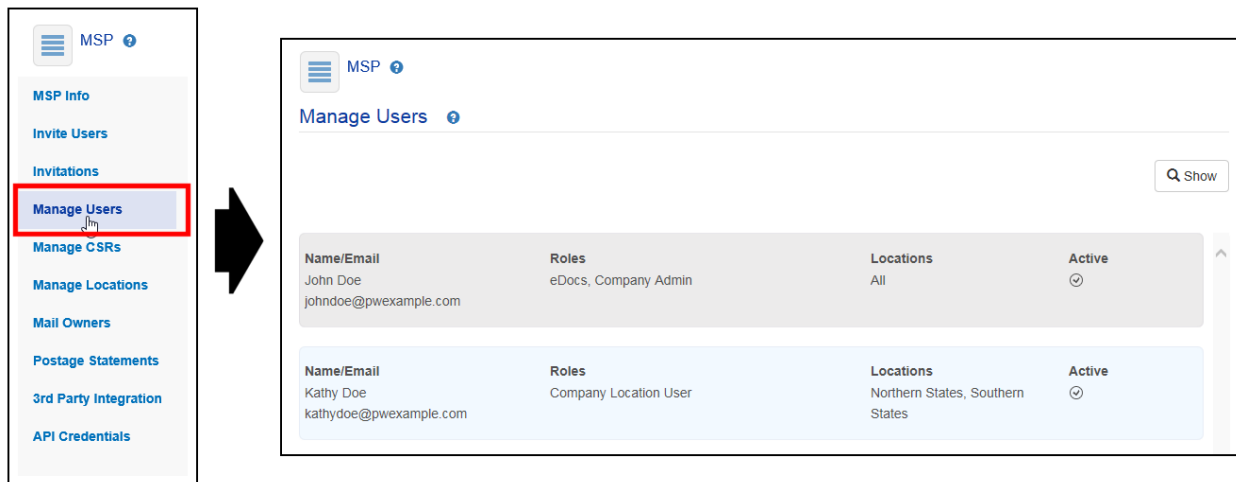 MSP ?
MSP Info
Invite Users
Invitations
Manage Users
Manage CSRs
Manage Locations
Mail Owners
Postage Statements
3rd Party Integration
API Credentials
MSP ?
Manage Users ?
Show
Name/Email Roles Locations Active
John Doe eDocs, Company Admin All
johndoe@pwexample.com
Name/Email Roles Locations Active
Kathy Doe Company Location User Northern States, Southern
kathydoe@pwexample.com States